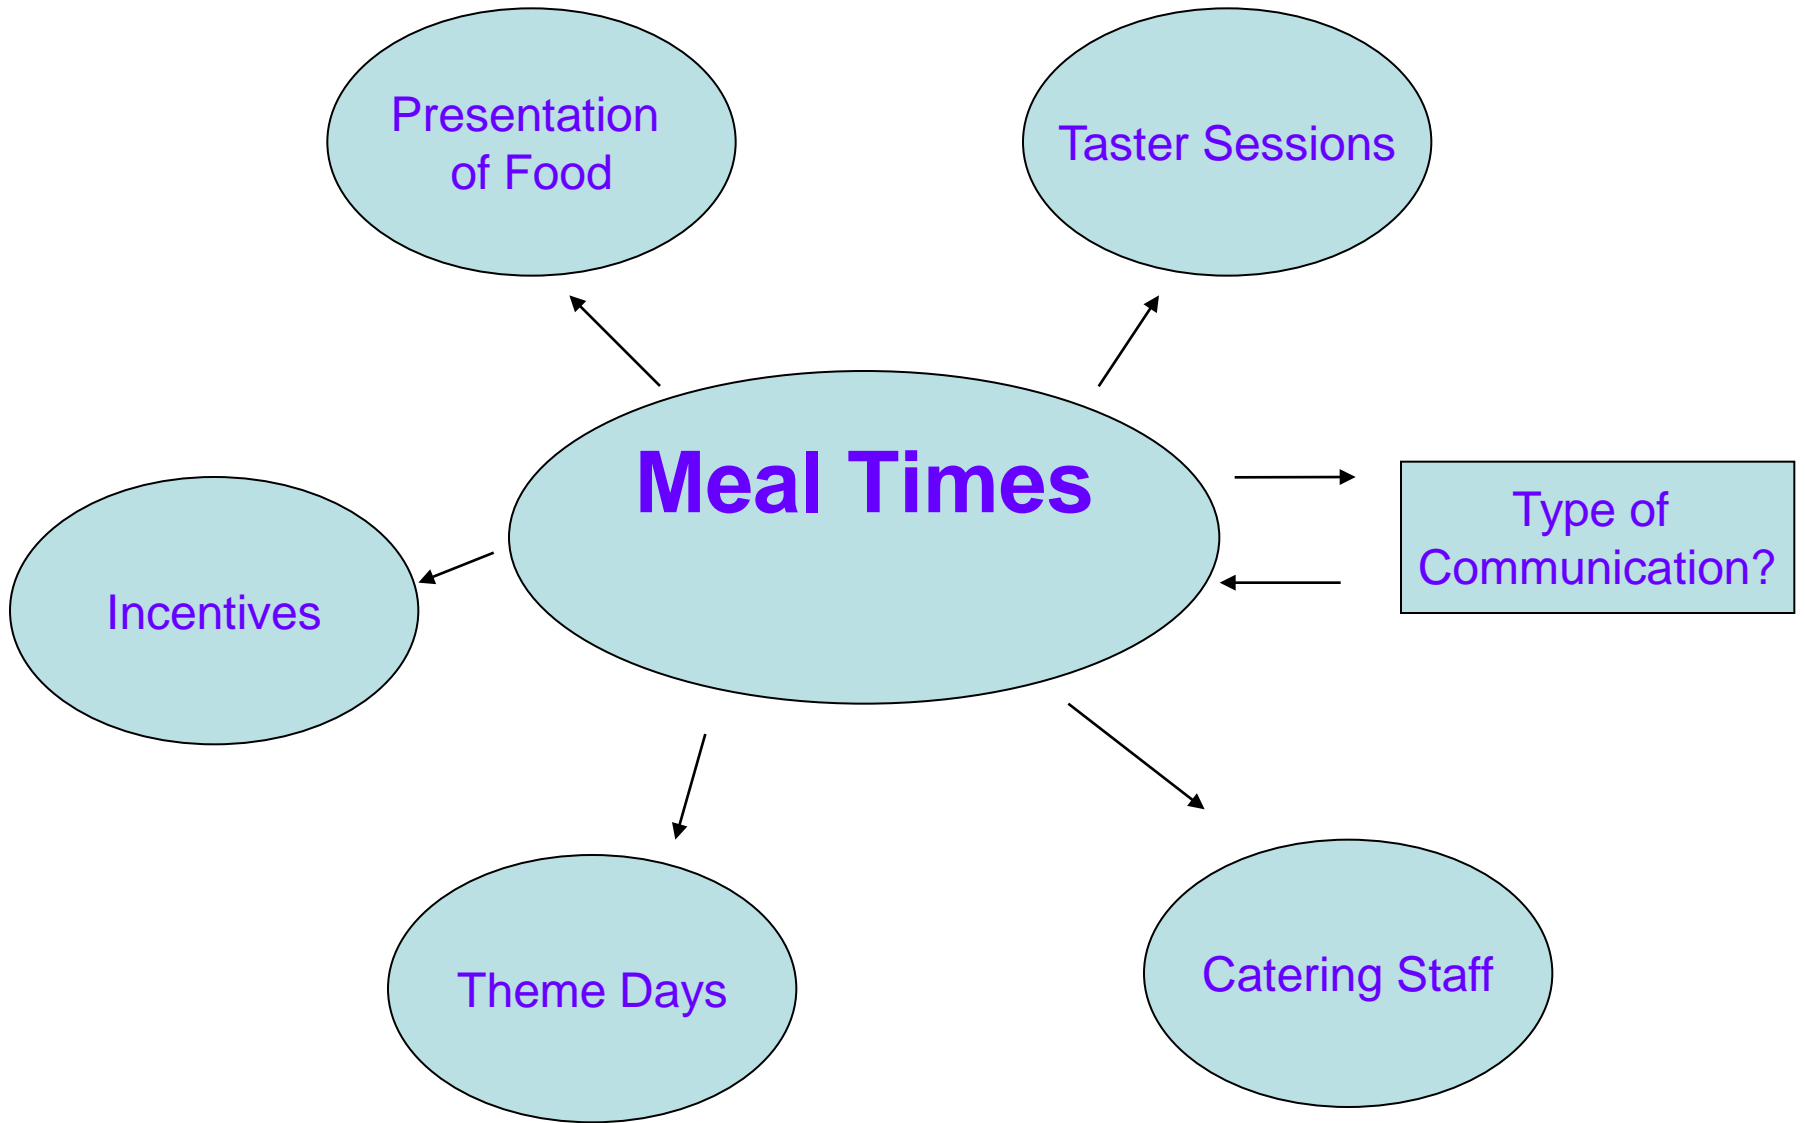 Presentation
of Food
Taster Sessions
Meal Times
Type of
Communication?
Incentives
Theme Days
Catering Staff